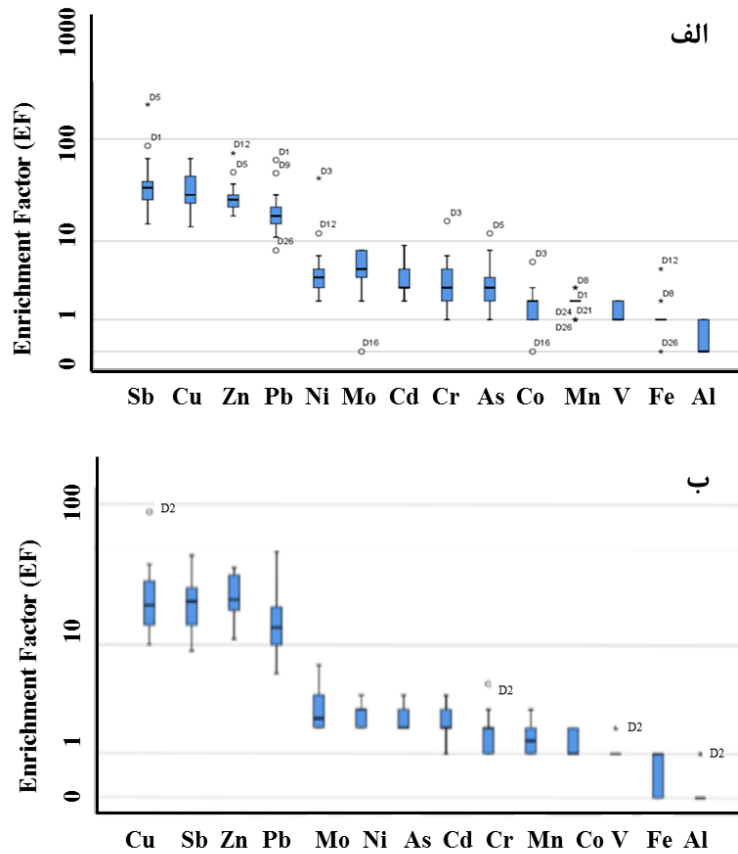 الف
1000
100
10
1
0
Enrichment Factor (EF)
D5
D1
D12
D5
D1
D9
D26
D3
D12
D16
D3
D5
D3
D16
D8
D1
D24 D21
D26
D12
D8
D26
Sb Cu Zn Pb Ni Mo Cd Cr As Co Mn V Fe Al
ب
100
10
1
0
Enrichment Factor (EF)
D2
D2
D2
D2
Cu Sb Zn Pb Mo Ni As Cd Cr Mn Co V Fe Al